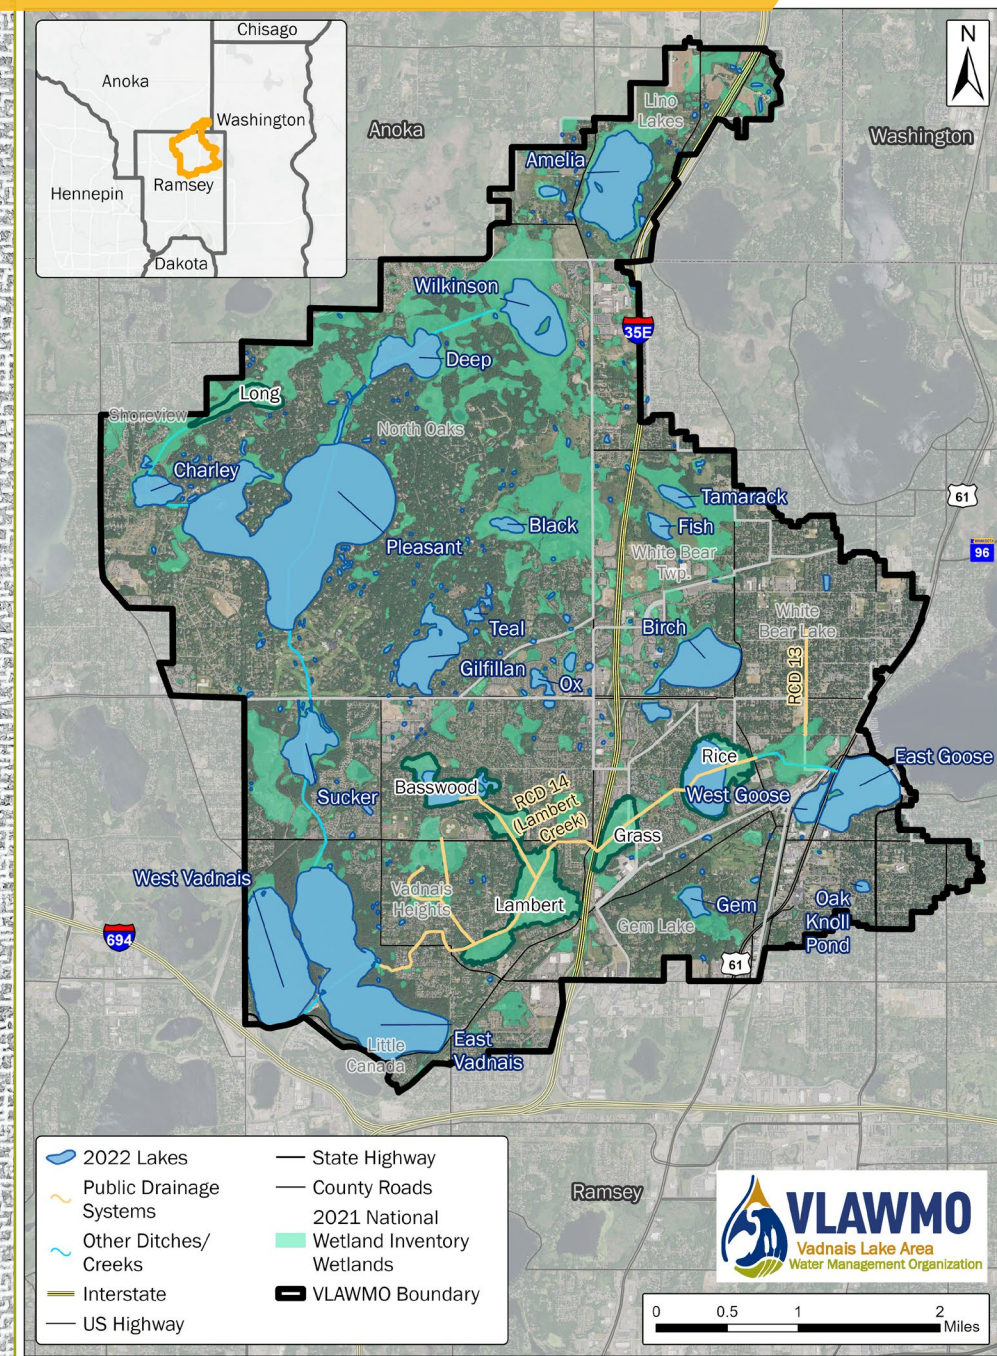 Chisago
Anoka
Washington
Hennepin
Ramsey
Dakota
N
Anoka
Washington
Lino
Lakes
Amelia
Wilkinson
35E
Deep
Long
Shoreview
North Oaks
Charley
61
Tamarack
Black
Fish
Pleasant
96
White Bear
Twp.
White
Bear Lake
Teal
Birch
Gilfillan
Ox
RCD 13
Rice
East Goose
Basswood
Sucker
RCD 14
(Lambert
Creek)
West Goose
Grass
West Vadnais
Vadnais
Heights
Lambert
Gem
Oak
Knoll
Pond
Gem Lake
694
61
East
Vadnais
Little
Canada
2022 Lakes
Public Drainage
Systems
Other Ditches/
Creeks
Interstate
US Highway
State Highway
County Roads
2021 National
Wetland Inventory
Wetlands
VLAWMO Boundary
Ramsey
VLAWMO
Vadnais Lake Area
Water Management Organization
0 0.5 1 2
Miles